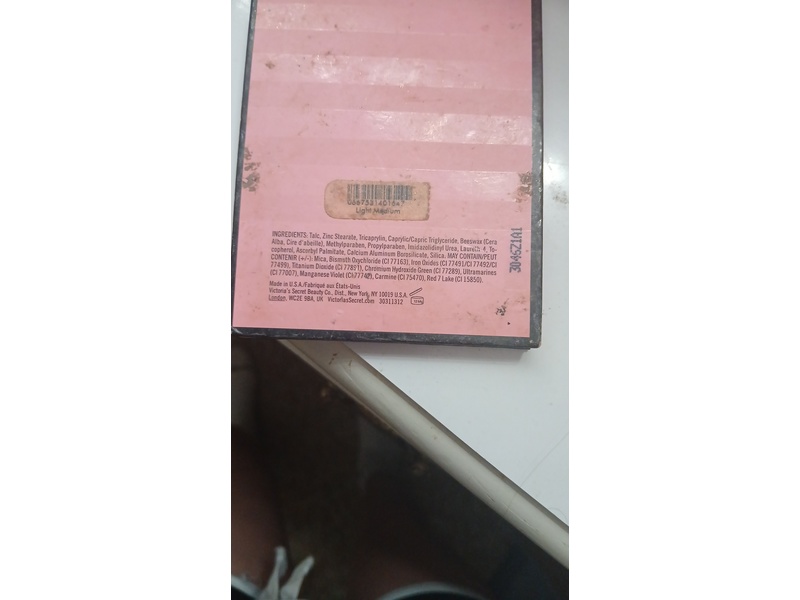 Light Medium
INGREDIENTS: Talc, Zinc Stearate, Tricaprylin, Caprylic/Capric Triglyceride, Beeswax (Cera
Alba, Cire d'abeille), Methylparaben, Propylparaben, Imidazolidinyl Urea, Laureth 4, To-
copherol, Ascorbyl Palmitate, Calcium Aluminum Borosilicate, Silica. MAY CONTAIN/PEUT
CONTENIR (+/-): Mica, Bismuth Oxychloride (CI 77163), Iron Oxides (CI 77491/CI 77492/CI
77499), Titanium Dioxide (CI 77891), Chromium Hydroxide Green (CI 77289), Ultramarines
(CI 77007), Manganese Violet (CI 77742), Carmine (CI 75470), Red 7 Lake (CI 15850).
Made in U.S.A./Fabriqué aux États-Unis
Victoria's Secret Beauty Co., Dist., New York, NY 10019 U.S.A.
London, WC2E 9BA, UK VictoriasSecret.com 30311312